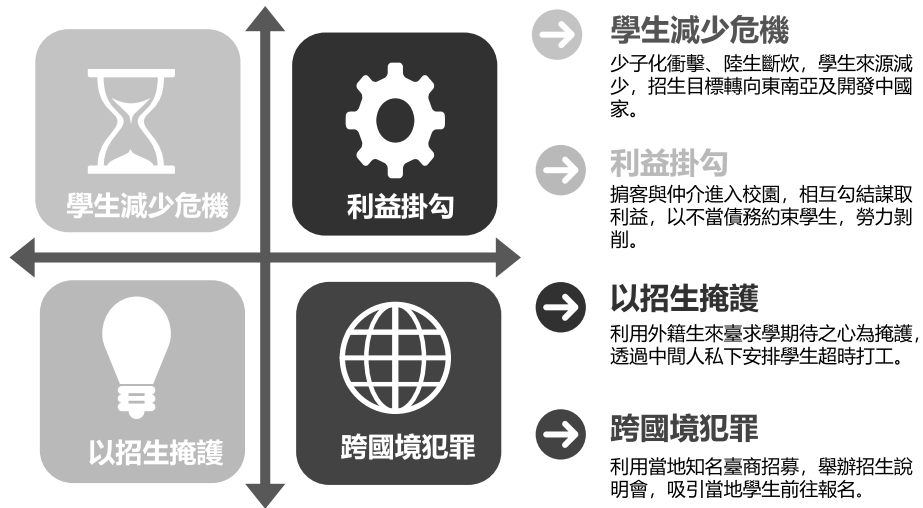 學生減少危機
利益掛勾
以招生掩護
跨國境犯罪
學生減少危機
少子化衝擊、陸生斷炊，學生來源減
少，招生目標轉向東南亞及開發中國
家。
利益掛勾
掮客與仲介進入校園，相互勾結謀取
利益，以不當債務約束學生，勞力剝
削。
以招生掩護
利用外籍生來臺求學期待之心為掩護，
透過中間人私下安排學生超時打工。
跨國境犯罪
利用當地知名臺商招募，舉辦招生說
明會，吸引當地學生前往報名。